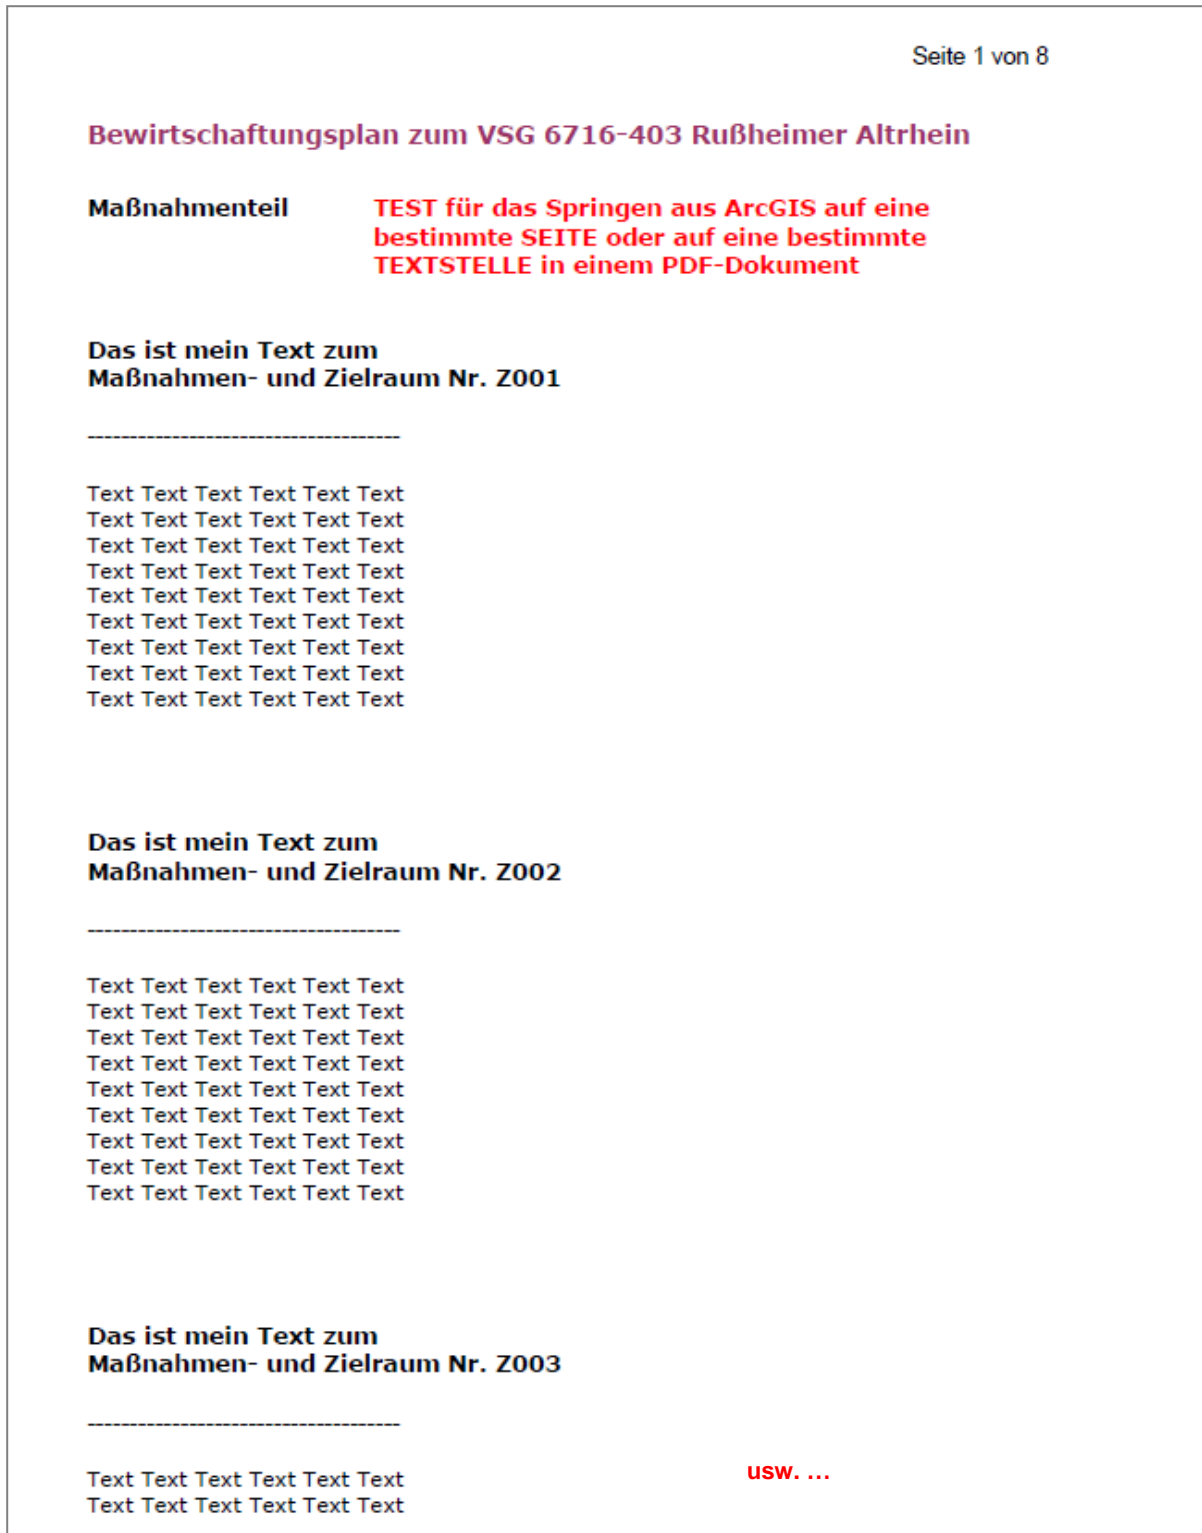 Seite 1 von 8
Bewirtschaftungsplan zum VSG 6716-403 Rußheimer Altrhein
Maßnahmenteil TEST für das Springen aus ArcGIS auf eine
bestimmte SEITE oder auf eine bestimmte
TEXTSTELLE in einem PDF-Dokument
Das ist mein Text zum
Maßnahmen- und Zielraum Nr. Z001
-------------------------------------
Text Text Text Text Text Text
Text Text Text Text Text Text
Text Text Text Text Text Text
Text Text Text Text Text Text
Text Text Text Text Text Text
Text Text Text Text Text Text
Text Text Text Text Text Text
Text Text Text Text Text Text
Text Text Text Text Text Text
Das ist mein Text zum
Maßnahmen- und Zielraum Nr. Z002
-------------------------------------
Text Text Text Text Text Text
Text Text Text Text Text Text
Text Text Text Text Text Text
Text Text Text Text Text Text
Text Text Text Text Text Text
Text Text Text Text Text Text
Text Text Text Text Text Text
Text Text Text Text Text Text
Text Text Text Text Text Text
Das ist mein Text zum
Maßnahmen- und Zielraum Nr. Z003
-------------------------------------
Text Text Text Text Text Text usw. ...
Text Text Text Text Text Text